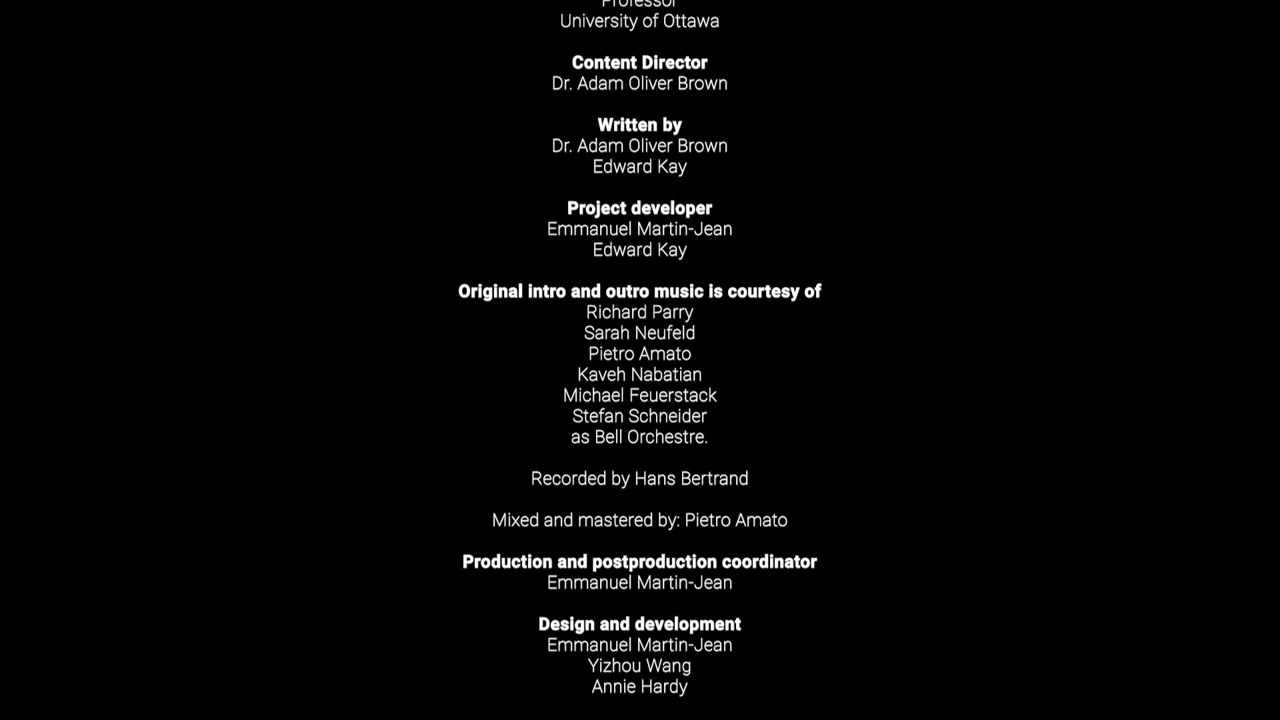 Professor
University of Ottawa
Content Director
Dr. Adam Oliver Brown
Written by
Dr. Adam Oliver Brown
Edward Kay
Project developer
Emmanuel Martin-Jean
Edward Kay
Original intro and outro music is courtesy of
Richard Parry
Sarah Neufeld
Pietro Amato
Kaveh Nabatian
Michael Feuerstack
Stefan Schneider
as Bell Orchestre.
Recorded by Hans Bertrand
Mixed and mastered by: Pietro Amato
Production and postproduction coordinator
Emmanuel Martin-Jean
Design and development
Emmanuel Martin-Jean
Yizhou Wang
Annie Hardy